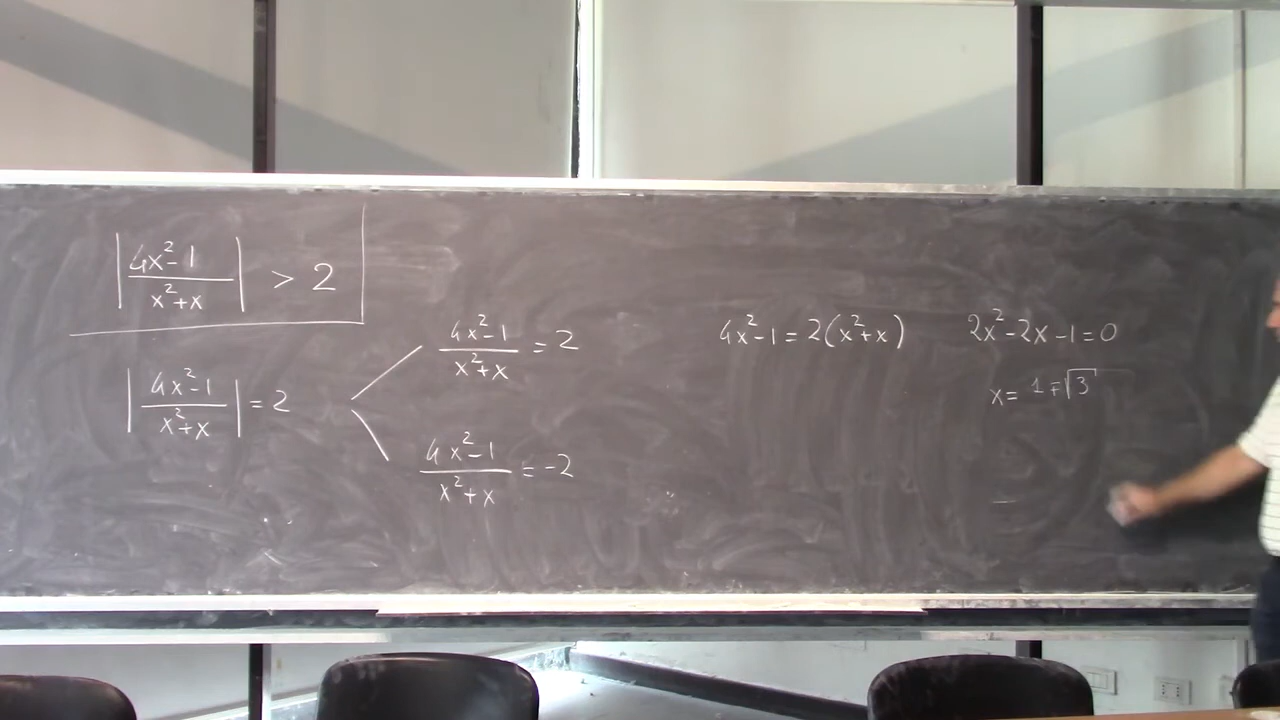 |4x²-1 / x²+x| > 2
|4x²-1 / x²+x| = 2
4x²-1 / x²+x = 2
4x²-1 / x²+x = -2
4x²-1 = 2(x²+x)
2x²-2x-1=0
x = 1∓√3